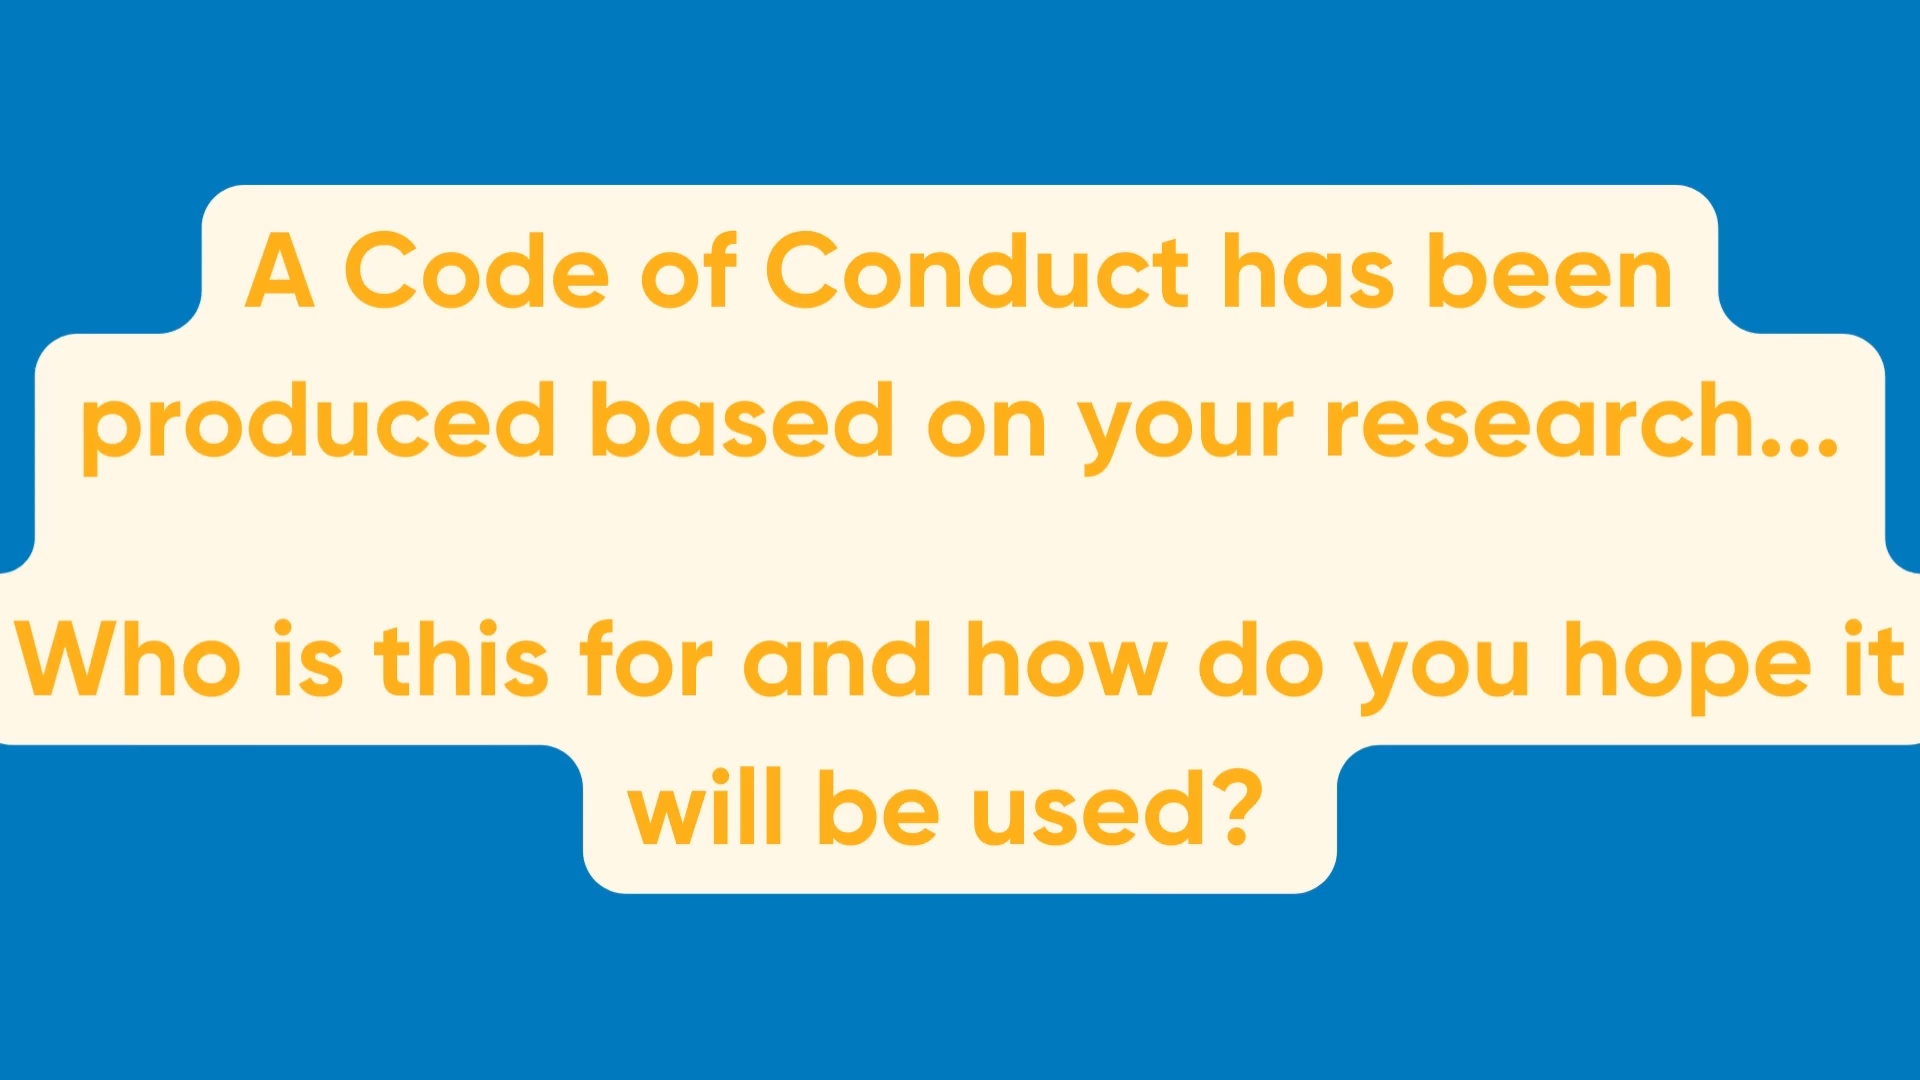 A Code of Conduct has been
produced based on your research...
Who is this for and how do you hope it
will be used?